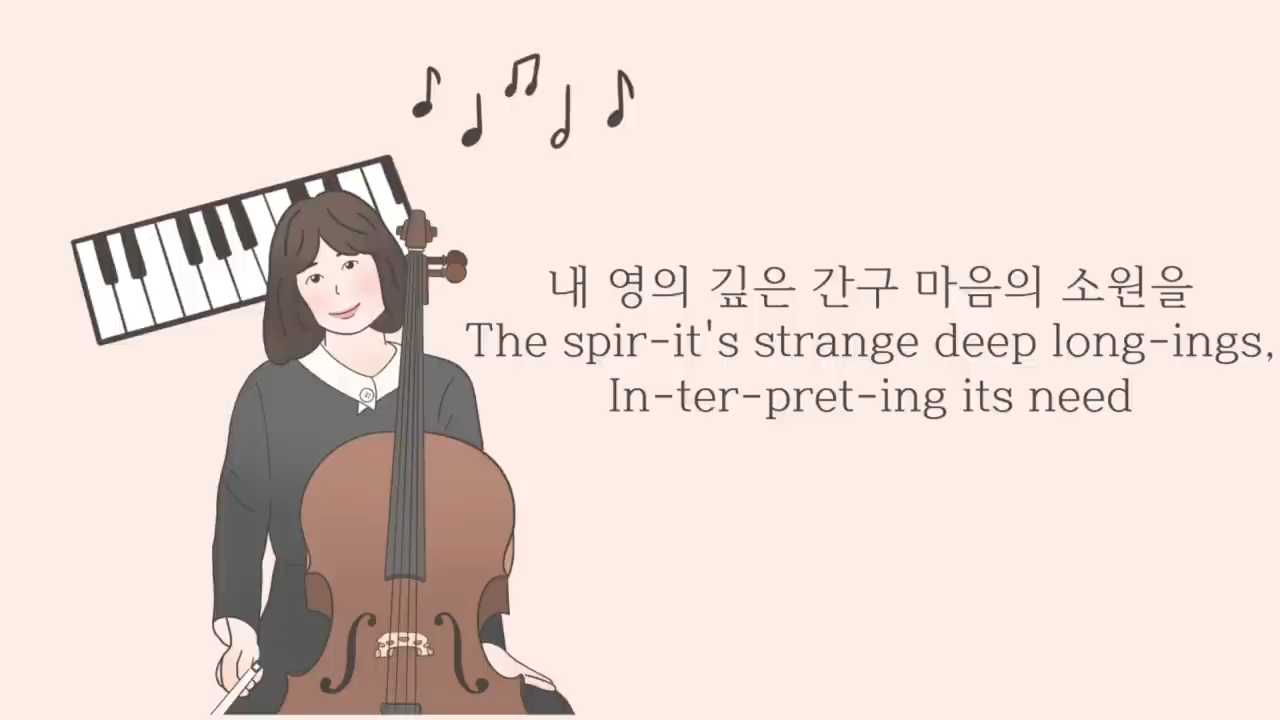 내 영의 깊은 간구 마음의 소원을
The spir-it's strange deep long-ings,
In-ter-pret-ing its need